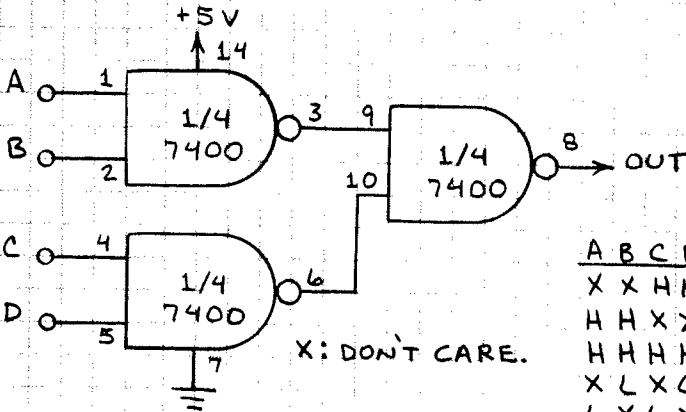 +5V
14
A
1
1/4
7400
3
9
B
2
10
1/4
7400
8
OUT
C
4
1/4
7400
6
D
5
7
X: DON'T CARE.
A B C
X X H
H H X X
H H H H
X L X
L X L X